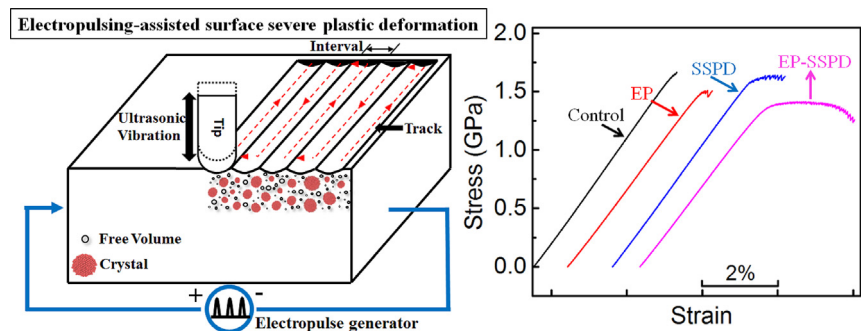 Electropulsing-assisted surface severe plastic deformation
Interval
Ultrasonic
Vibration
Tip
Track
Free Volume
Crystal
+
-
Electropulse generator
2.0
EP-SSPD
SSPD
1.5
EP
Control
Stress (GPa)
1.0
0.5
0.0
2%
Strain